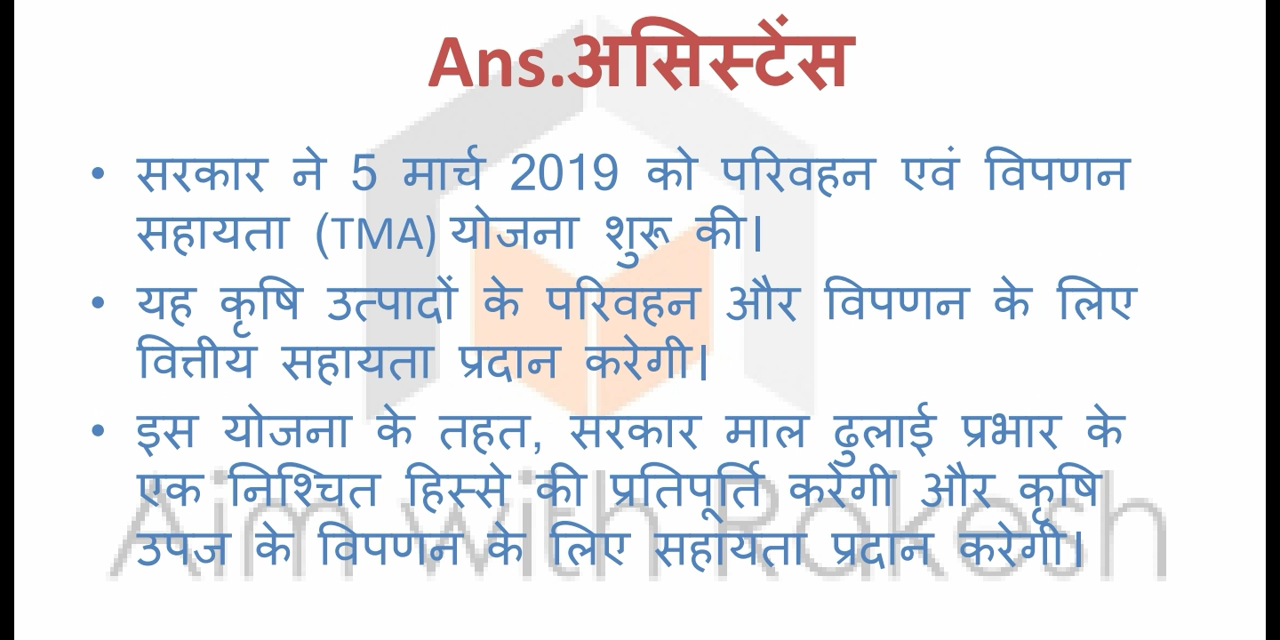 Ans.असिस्टेंस
• सरकार ने 5 मार्च 2019 को परिवहन एवं विपणन
सहायता (TMA) योजना शुरू की।
• यह कृषि उत्पादों के परिवहन और विपणन के लिए
वित्तीय सहायता प्रदान करेगी।
• इस योजना के तहत, सरकार माल ढुलाई प्रभार के
एक निश्चित हिस्से की प्रतिपूर्ति करेगी और कृषि
उपज के विपणन के लिए सहायता प्रदान करेगी।
Aim with Rakesh